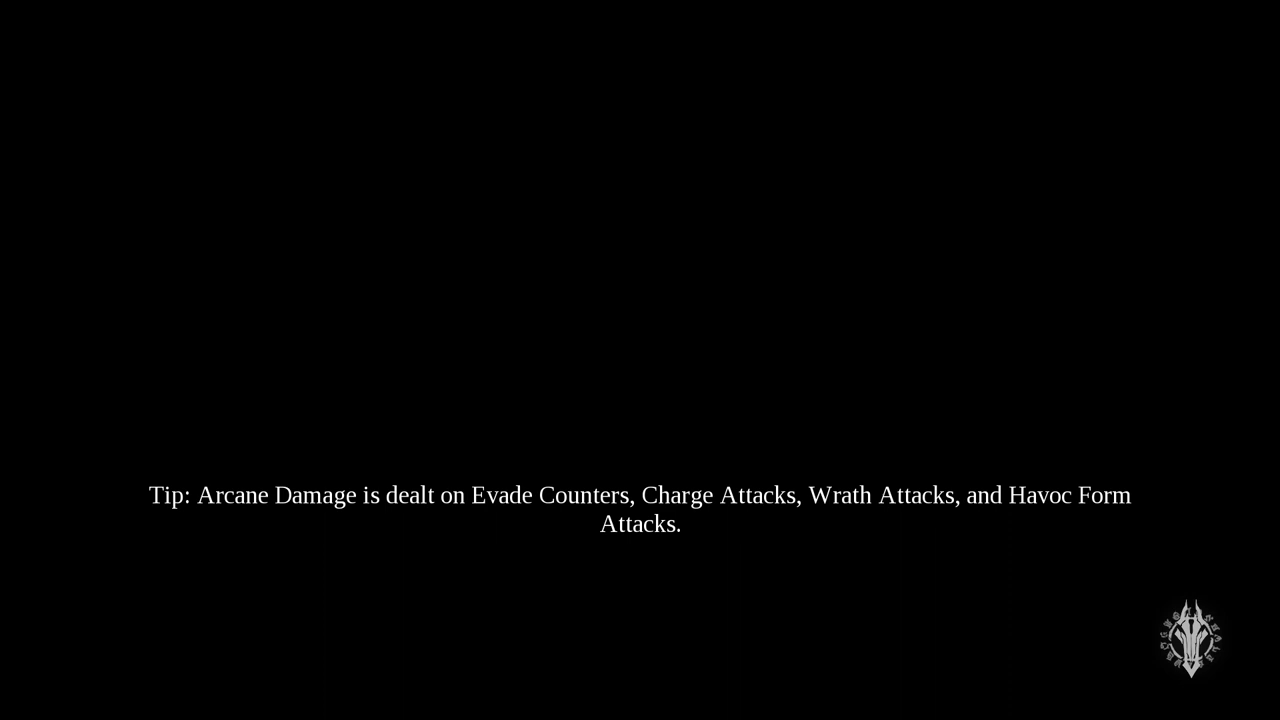 Tip: Arcane Damage is dealt on Evade Counters, Charge Attacks, Wrath Attacks, and Havoc Form
Attacks.